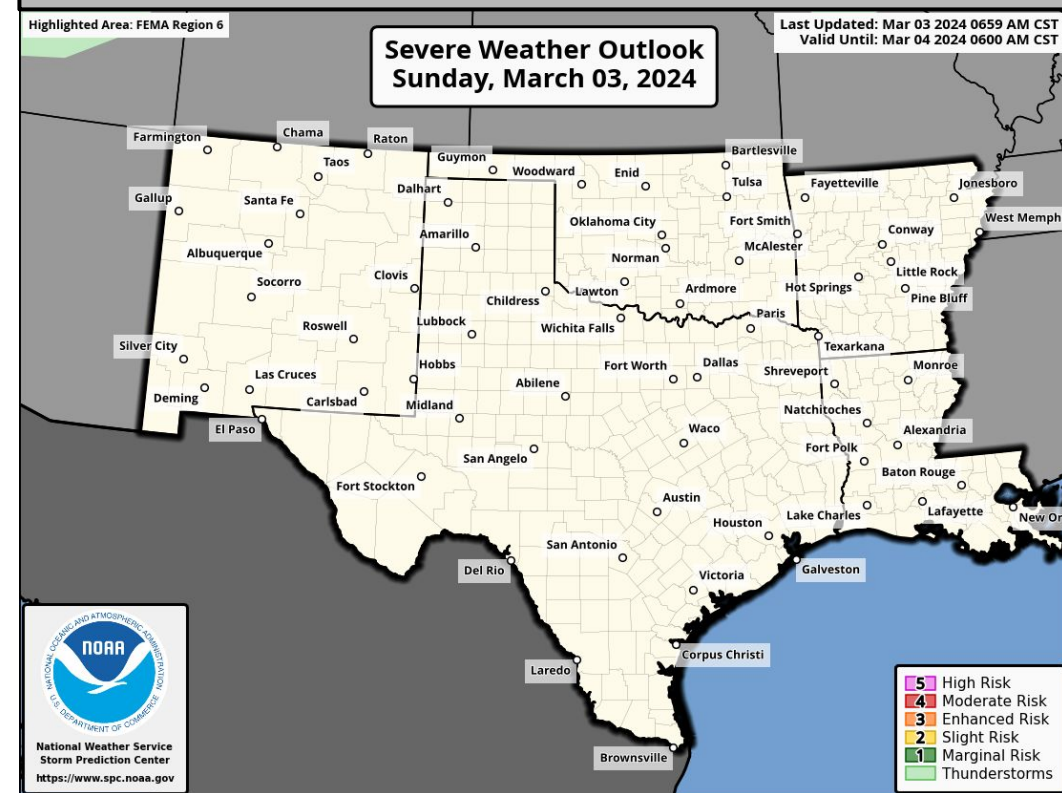 Highlighted Area: FEMA Region 6
Severe Weather Outlook
Sunday, March 03, 2024
Last Updated: Mar 03 2024 0659 AM CST
Valid Until: Mar 04 2024 0600 AM CST
Farmington
Chama
Raton
Taos
Guymon
Woodward
Enid
Bartlesville
Gallup
Santa Fe
Dalhart
Tulsa
Fayetteville
Jonesboro
Albuquerque
Amarillo
Oklahoma City
Fort Smith
West Memph
Norman
McAlester
Conway
Socorro
Clovis
Childress
Lawton
Ardmore
Hot Springs
Little Rock
Pine Bluff
Roswell
Lubbock
Wichita Falls
Paris
Texarkana
Silver City
Las Cruces
Hobbs
Fort Worth
Dallas
Shreveport
Monroe
Deming
Carlsbad
Midland
Abilene
Natchitoches
El Paso
Waco
Alexandria
San Angelo
Fort Polk
Fort Stockton
Baton Rouge
Austin
Houston
Lake Charles
Lafayette
New Or
San Antonio
Del Rio
Victoria
Galveston
Laredo
Corpus Christi
Brownsville
NATIONAL OCEANIC AND ATMOSPHERIC ADMINISTRATION
NOAA
U.S. DEPARTMENT OF COMMERCE
National Weather Service
Storm Prediction Center
https://www.spc.noaa.gov
5 High Risk
4 Moderate Risk
3 Enhanced Risk
2 Slight Risk
1 Marginal Risk
Thunderstorms